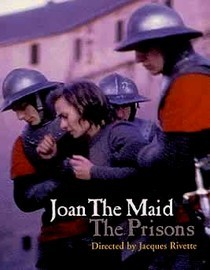 Joan The Maid
The Prisons
Directed by Jacques Rivette